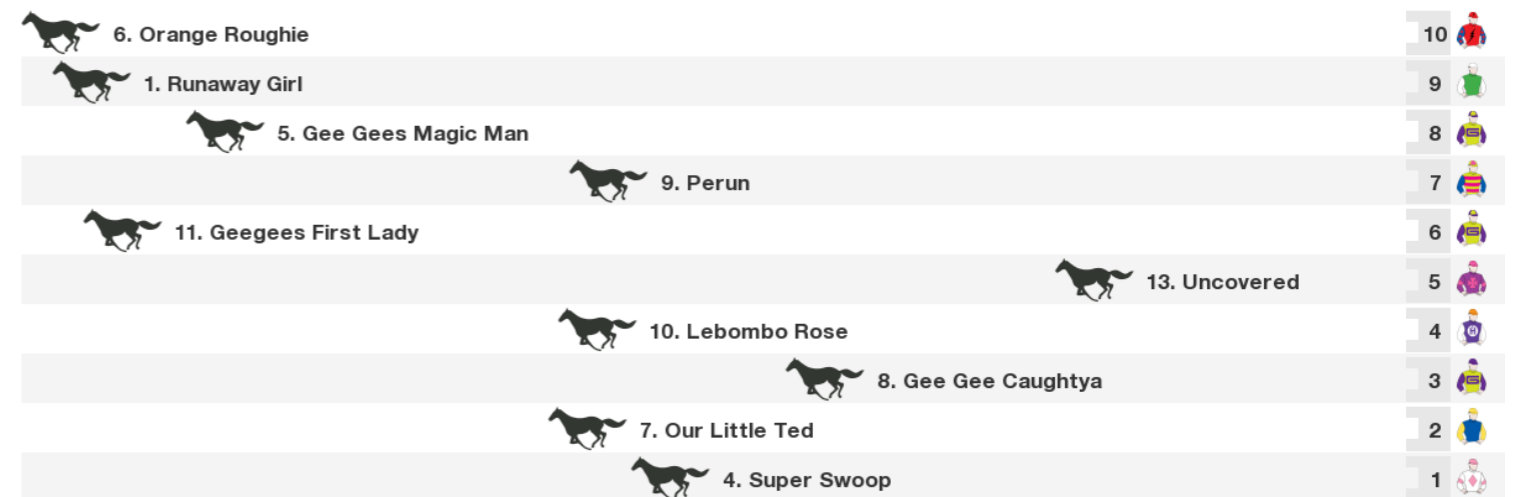 6. Orange Roughie 10
1. Runaway Girl 9
5. Gee Gees Magic Man 8
9. Perun 7
11. Geegees First Lady 6
13. Uncovered 5
10. Lebombo Rose 4
8. Gee Gee Caughtya 3
7. Our Little Ted 2
4. Super Swoop 1